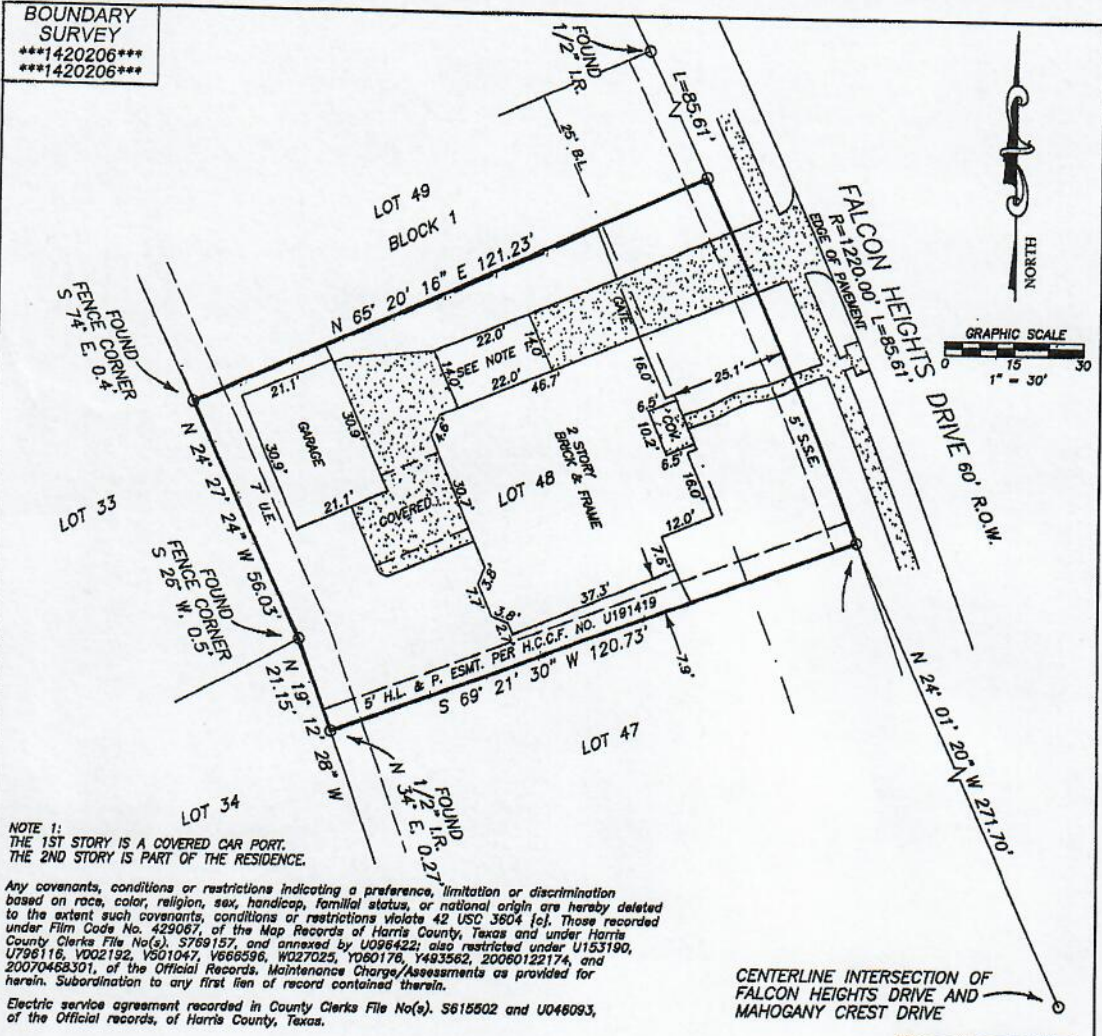 BOUNDARY
SURVEY
***1420206***
***1420206***
FOUND
1/2" I.R.
L=85.61'
25' B.L.
LOT 49
BLOCK 1
N 65° 20' 16" E 121.23'
FALCON HEIGHTS DRIVE 60' R.O.W.
R=1220.00' L=85.61'
EDGE OF PAVEMENT
NORTH
GRAPHIC SCALE
0 15 30
1" = 30'
FOUND
FENCE CORNER
S 74° E, 0.4'
22.0'
SEE NOTE 1
14.0'
14.0'
22.0'
46.7'
GATE
21.1'
GARAGE
30.9'
30.9'
21.1'
16.0'
25.1'
6.5'
COV.
10.2'
6.5'
4.6'
2 STORY
BRICK & FRAME
LOT 48
COVERED
30.7'
16.0'
12.0'
7.6'
5' S.S.E.
N 24° 27' 24" W 56.03'
7' U.E.
LOT 33
FOUND
FENCE CORNER
S 26° W, 0.5'
3.8'
7.7'
3.8'
2.7'
37.3'
N 19° 12' 28" W
21.15'
5' H.L. & P. ESMT. PER H.C.C.F. NO. U191419
S 69° 21' 30" W 120.73'
7.9'
LOT 47
N 24° 01' 20" W 271.70'
LOT 34
FOUND
1/2" I.R.
N 34° E, 0.27'
NOTE 1:
THE 1ST STORY IS A COVERED CAR PORT.
THE 2ND STORY IS PART OF THE RESIDENCE.
Any covenants, conditions or restrictions indicating a preference, limitation or discrimination
based on race, color, religion, sex, handicap, familial status, or national origin are hereby deleted
to the extent such covenants, conditions or restrictions violate 42 USC 3604 [c]. Those recorded
under Film Code No. 429067, of the Map Records of Harris County, Texas and under Harris
County Clerks File No(s). S769157, and annexed by U096422; also restricted under U153190,
U796116, V002192, V501047, V666596, W027025, Y060176, Y493562, 20060122174, and
20070468301, of the Official Records. Maintenance Charge/Assessments as provided for
herein. Subordination to any first lien of record contained therein.
Electric service agreement recorded in County Clerks File No(s). S615502 and U046093,
of the Official records, of Harris County, Texas.
CENTERLINE INTERSECTION OF
FALCON HEIGHTS DRIVE AND
MAHOGANY CREST DRIVE